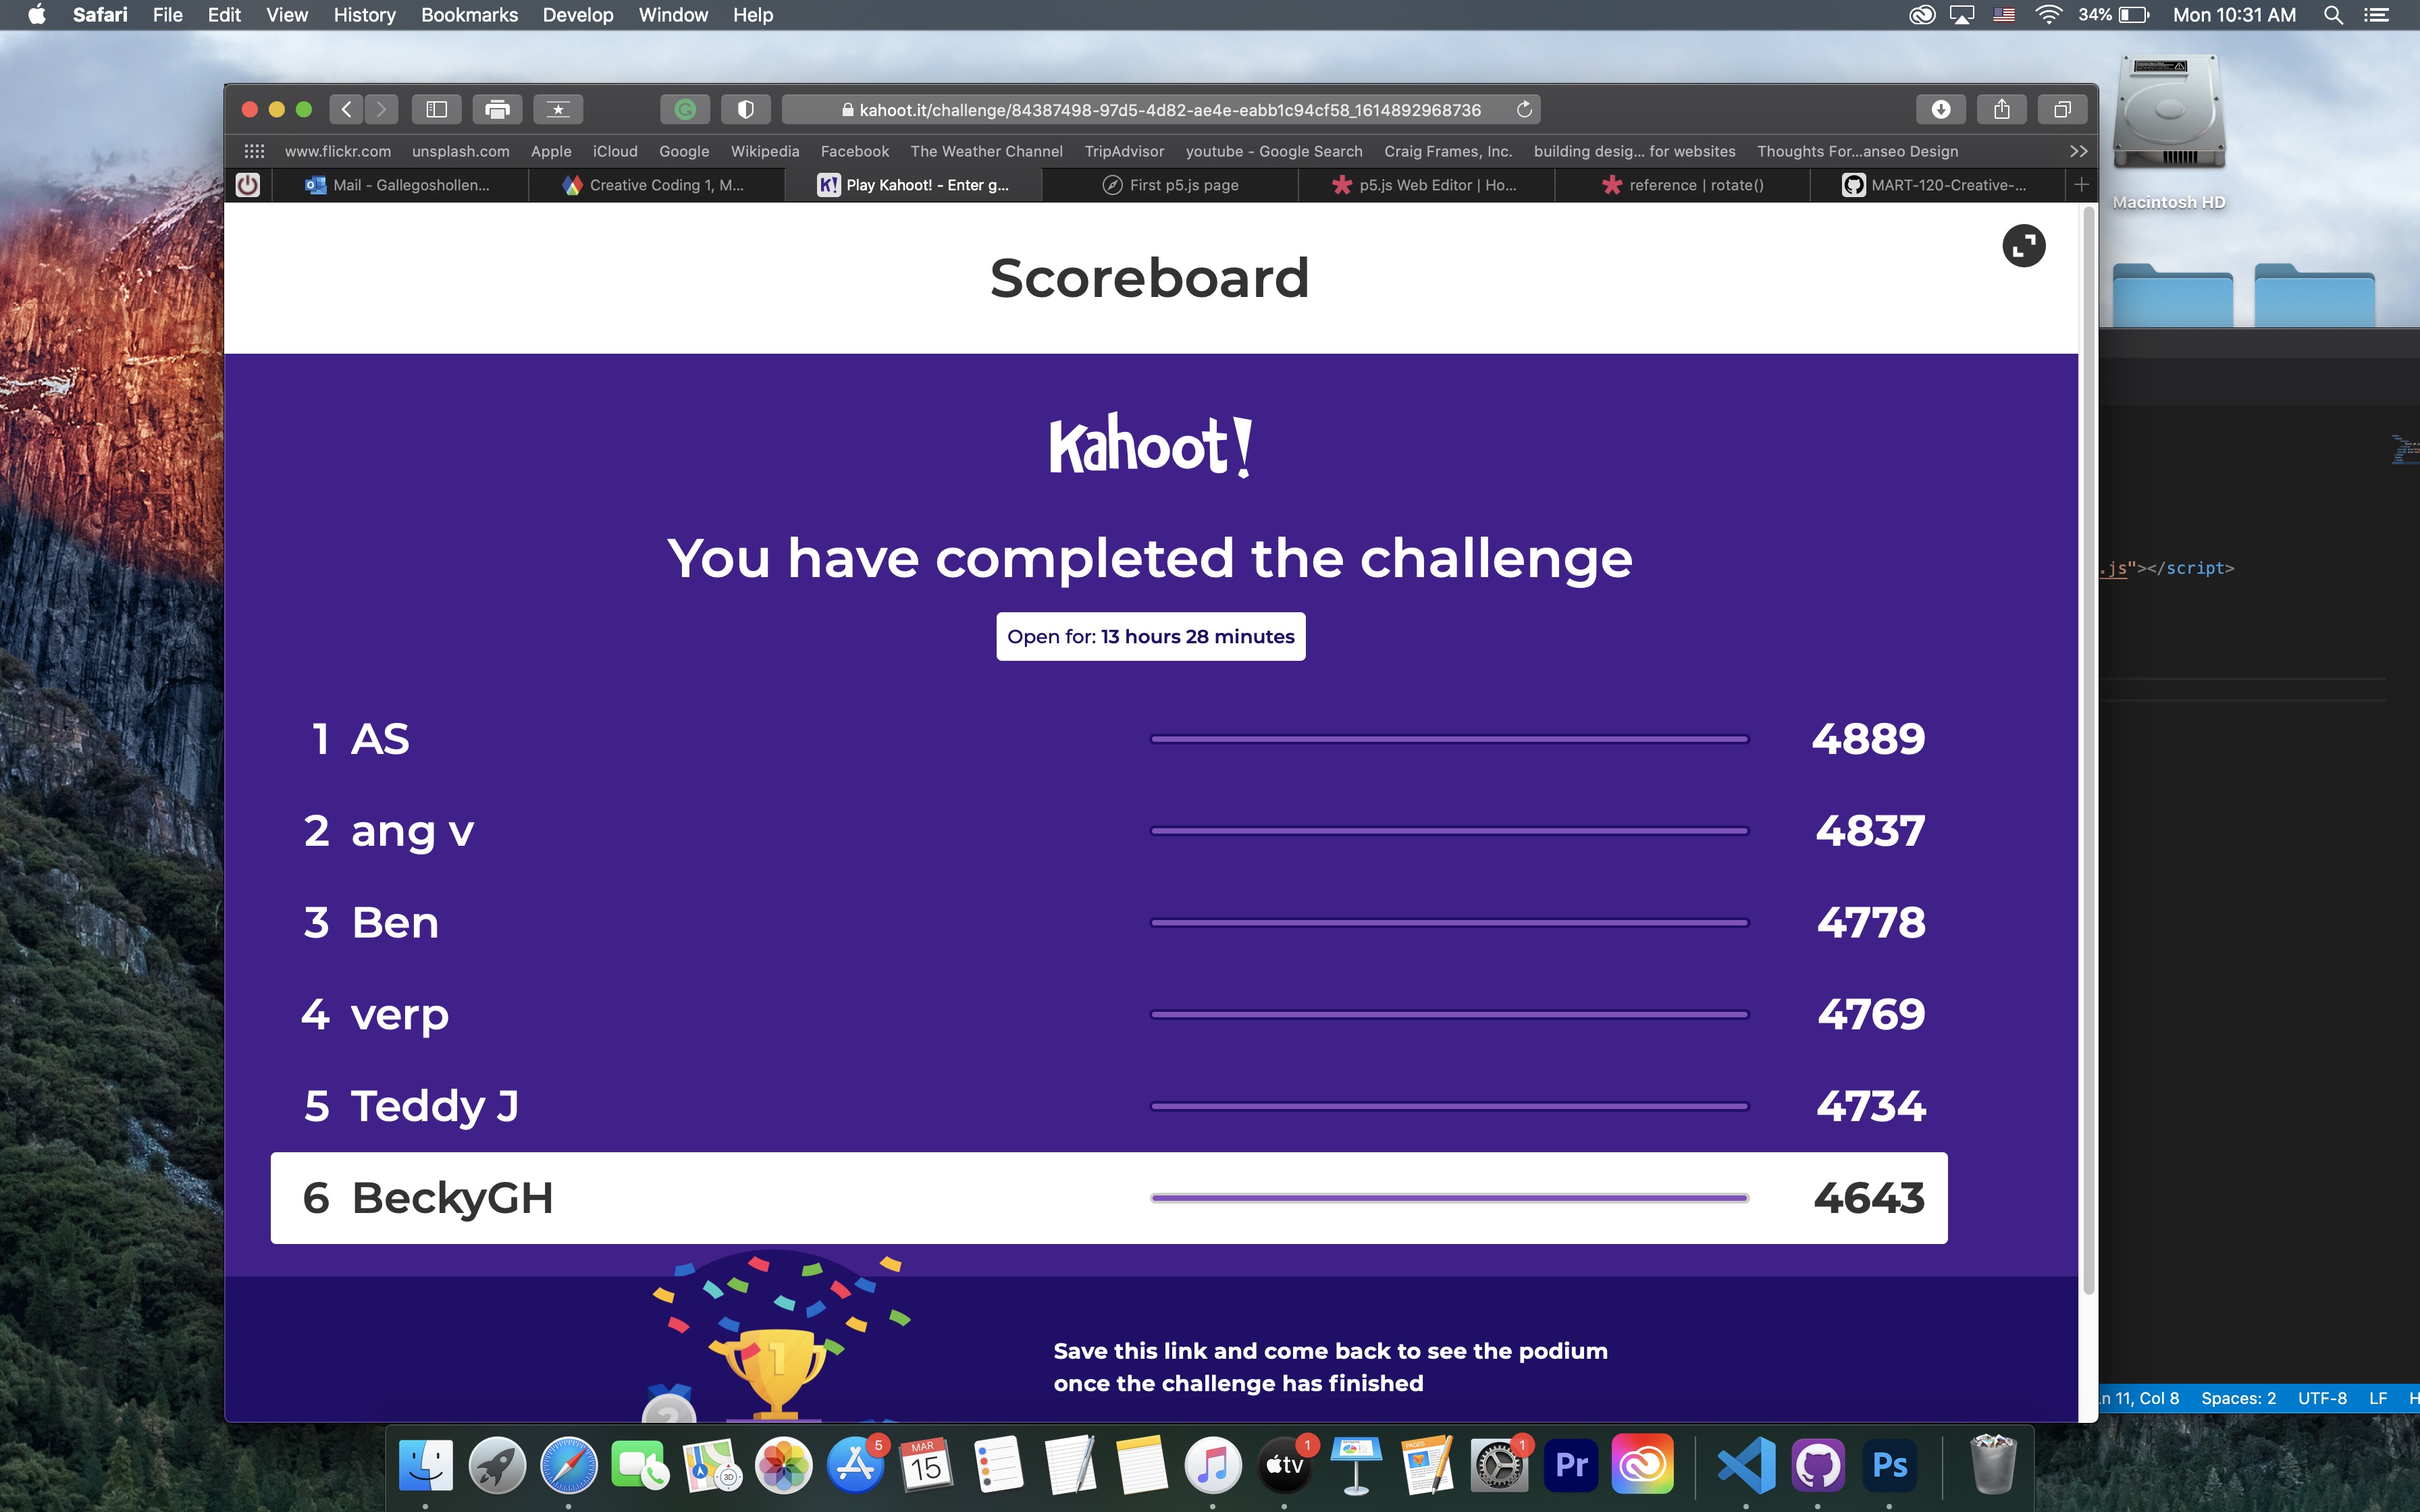 Safari File Edit View History Bookmarks Develop Window Help 34% Mon 10:31 AM
kahoot.it/challenge/84387498-97d5-4d82-ae4e-eabb1c94cf58_1614892968736
www.flickr.com unsplash.com Apple iCloud Google Wikipedia Facebook The Weather Channel TripAdvisor youtube - Google Search Craig Frames, Inc. building desig... for websites Thoughts For...anseo Design
Mail - Gallegoshollen... Creative Coding 1, M... K! Play Kahoot! - Enter g... First p5.js page p5.js Web Editor | Ho... reference | rotate() MART-120-Creative-...
Macintosh HD
Scoreboard
Kahoot!
You have completed the challenge
Open for: 13 hours 28 minutes
.js"></script>
1 AS 4889
2 ang v 4837
3 Ben 4778
4 verp 4769
5 Teddy J 4734
6 BeckyGH 4643
1
2
Save this link and come back to see the podium
once the challenge has finished
n 11, Col 8 Spaces: 2 UTF-8 LF H
5 MAR 15 1 tv PAGES 1 Pr Ps
3D